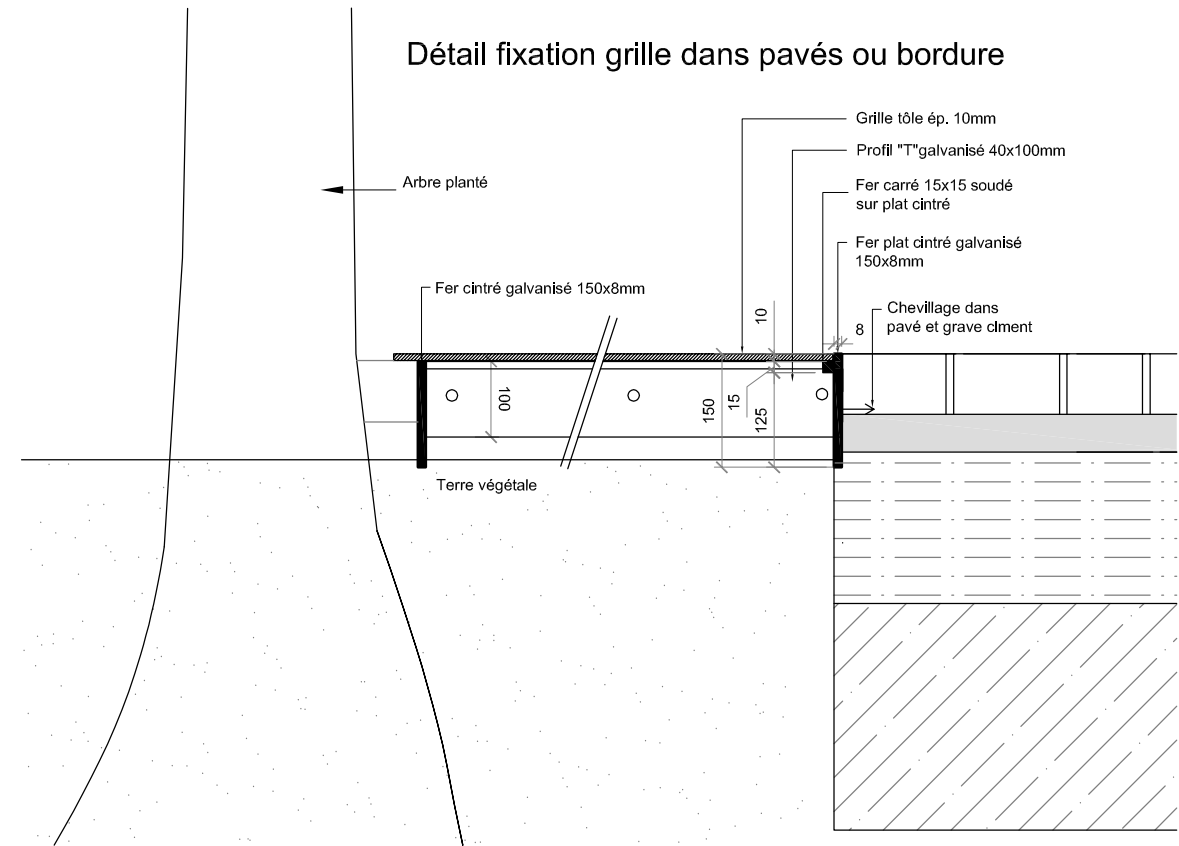 Détail fixation grille dans pavés ou bordure
Grille tôle ép. 10mm
Profil "T"galvanisé 40x100mm
Arbre planté
Fer carré 15x15 soudé
sur plat cintré
Fer plat cintré galvanisé
150x8mm
Fer cintré galvanisé 150x8mm
Chevillage dans
pavé et grave ciment
10
8
100
150
15
125
Terre végétale